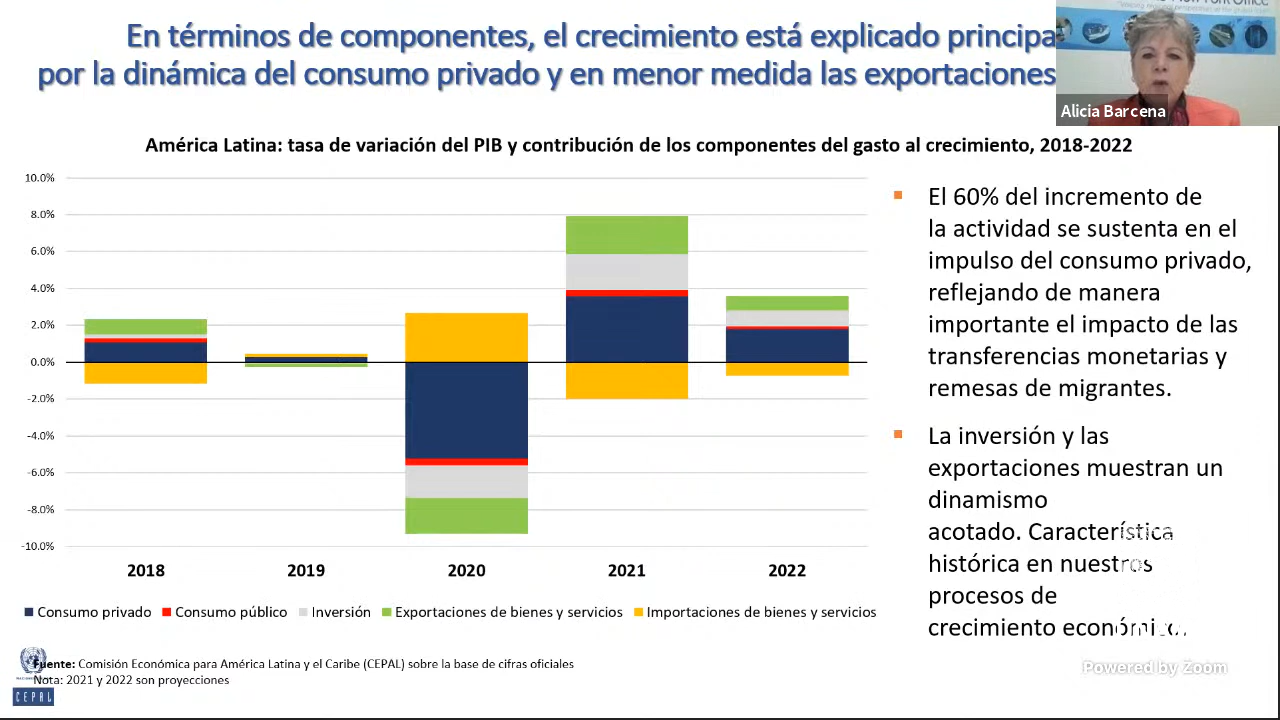 En términos de componentes, el crecimiento está explicado
por la dinámica del consumo privado y en menor medida las exportaciones
Alicia Barcena
América Latina: tasa de variación del PIB y contribución de los componentes del gasto al crecimiento, 2018-2022
10.0%
8.0%
6.0%
4.0%
2.0%
0.0%
-2.0%
-4.0%
-6.0%
-8.0%
-10.0%
2018 2019 2020 2021 2022
Consumo privado Consumo público Inversión Exportaciones de bienes y servicios Importaciones de bienes y servicios
El 60% del incremento de
la actividad se sustenta en el
impulso del consumo privado,
reflejando de manera
importante el impacto de las
transferencias monetarias y
remesas de migrantes.
La inversión y las
exportaciones muestran un
dinamismo
acotado. Característica
histórica en nuestros
procesos de
crecimiento económico.
Fuente: Comisión Económica para América Latina y el Caribe (CEPAL) sobre la base de cifras oficiales
Nota: 2021 y 2022 son proyecciones
CEPAL
Powered by Zoom